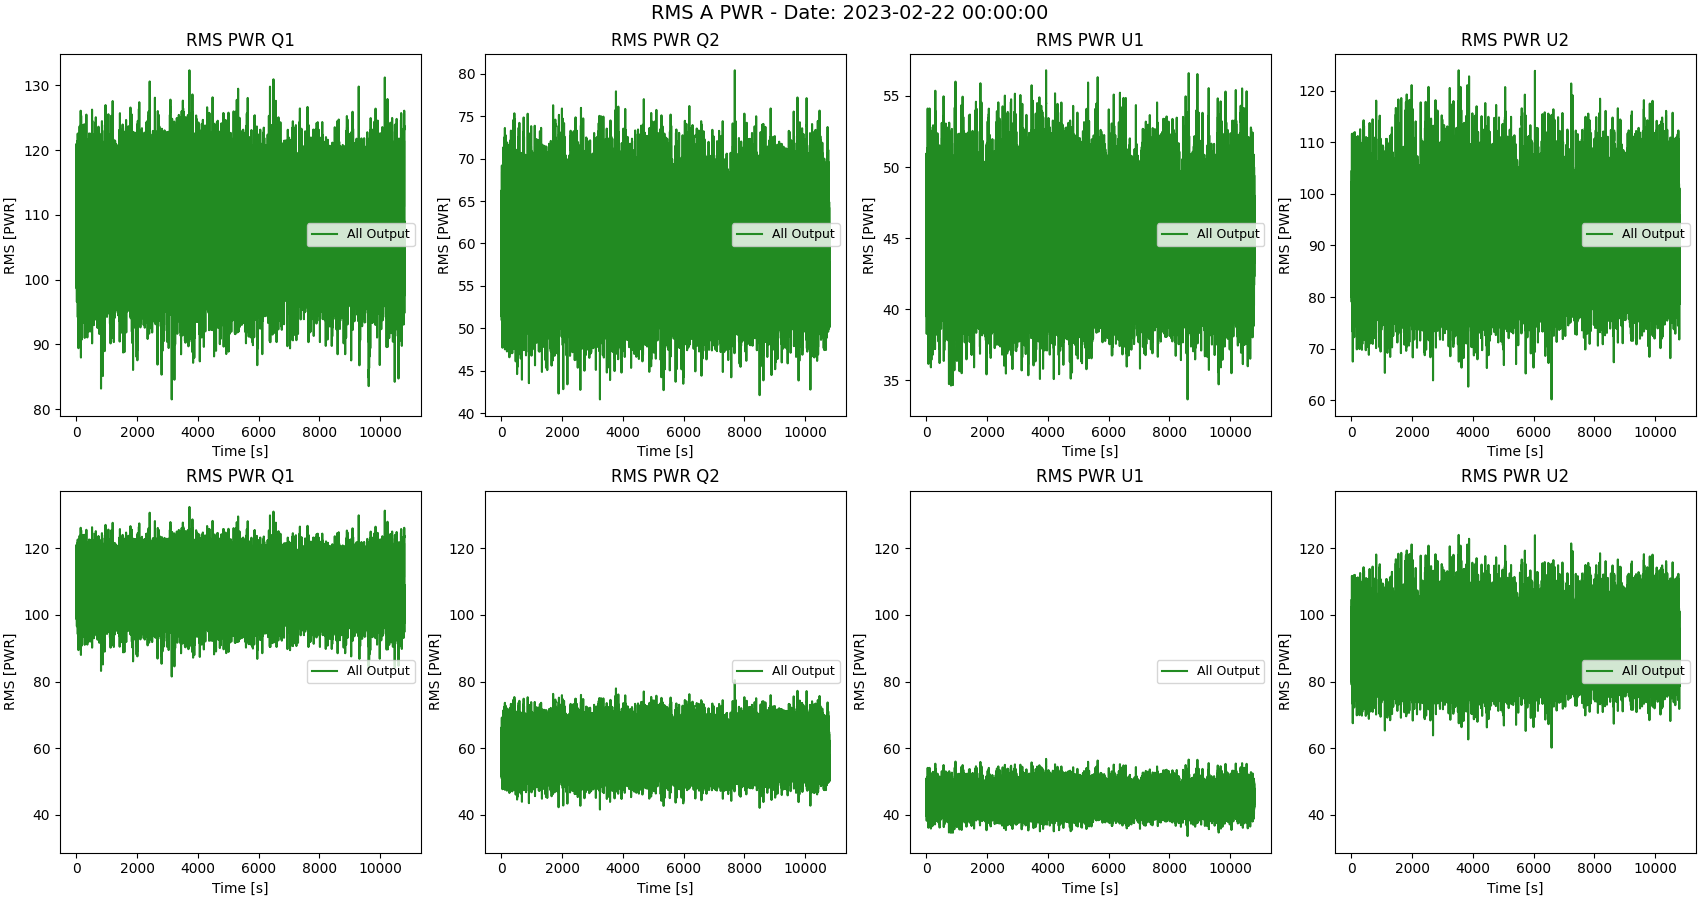 RMS A PWR - Date: 2023-02-22 00:00:00
RMS PWR Q1
RMS PWR Q2
RMS PWR U1
RMS PWR U2
RMS [PWR]
130
120
110
100
90
80
All Output
0 2000 4000 6000 8000 10000
Time [s]
RMS [PWR]
80
75
70
65
60
55
50
45
40
All Output
0 2000 4000 6000 8000 10000
Time [s]
RMS [PWR]
55
50
45
40
35
All Output
0 2000 4000 6000 8000 10000
Time [s]
RMS [PWR]
120
110
100
90
80
70
60
All Output
0 2000 4000 6000 8000 10000
Time [s]
RMS PWR Q1
RMS PWR Q2
RMS PWR U1
RMS PWR U2
RMS [PWR]
120
100
80
60
40
All Output
0 2000 4000 6000 8000 10000
Time [s]
RMS [PWR]
120
100
80
60
40
All Output
0 2000 4000 6000 8000 10000
Time [s]
RMS [PWR]
120
100
80
60
40
All Output
0 2000 4000 6000 8000 10000
Time [s]
RMS [PWR]
120
100
80
60
40
All Output
0 2000 4000 6000 8000 10000
Time [s]